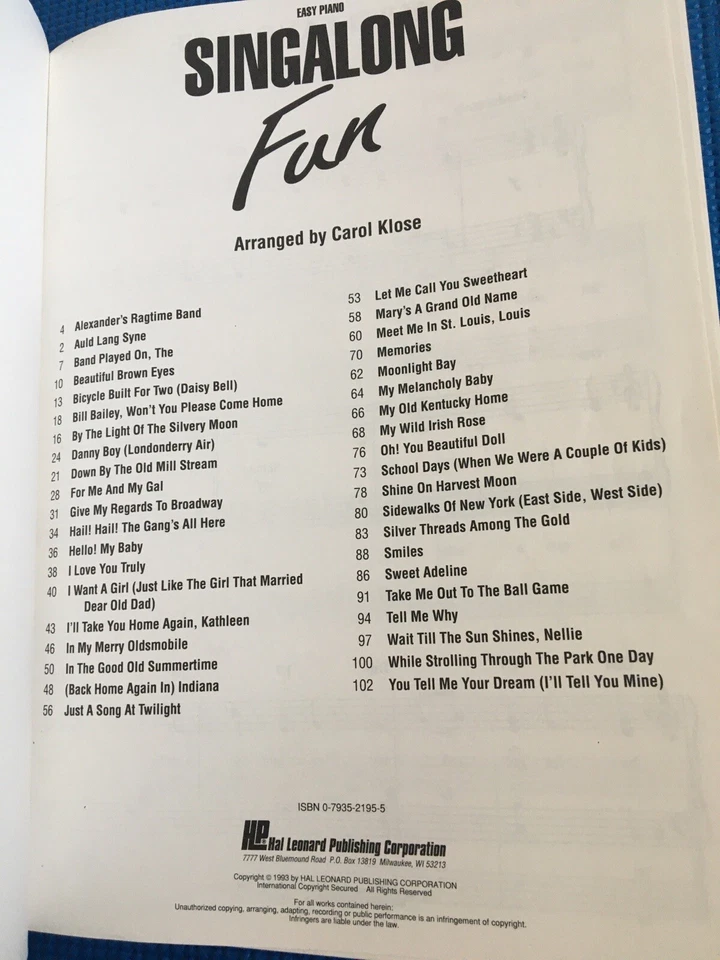 EASY PIANO
SINGALONG
Fun
Arranged by Carol Klose
4 Alexander's Ragtime Band
2 Auld Lang Syne
7 Band Played On, The
10 Beautiful Brown Eyes
13 Bicycle Built For Two (Daisy Bell)
18 Bill Bailey, Won't You Please Come Home
16 By The Light Of The Silvery Moon
24 Danny Boy (Londonderry Air)
21 Down By The Old Mill Stream
28 For Me And My Gal
31 Give My Regards To Broadway
34 Hail! Hail! The Gang's All Here
36 Hello! My Baby
38 I Love You Truly
40 I Want A Girl (Just Like The Girl That Married
Dear Old Dad)
43 I'll Take You Home Again, Kathleen
46 In My Merry Oldsmobile
50 In The Good Old Summertime
48 (Back Home Again In) Indiana
56 Just A Song At Twilight
53 Let Me Call You Sweetheart
58 Mary's A Grand Old Name
60 Meet Me In St. Louis, Louis
70 Memories
62 Moonlight Bay
64 My Melancholy Baby
66 My Old Kentucky Home
68 My Wild Irish Rose
76 Oh! You Beautiful Doll
73 School Days (When We Were A Couple Of Kids)
78 Shine On Harvest Moon
80 Sidewalks Of New York (East Side, West Side)
83 Silver Threads Among The Gold
88 Smiles
86 Sweet Adeline
91 Take Me Out To The Ball Game
94 Tell Me Why
97 Wait Till The Sun Shines, Nellie
100 While Strolling Through The Park One Day
102 You Tell Me Your Dream (I'll Tell You Mine)
ISBN 0-7935-2195-5
HL® Hal Leonard Publishing Corporation
7777 West Bluemound Road P.O. Box 13819 Milwaukee, WI 53213
Copyright © 1993 by HAL LEONARD PUBLISHING CORPORATION
International Copyright Secured All Rights Reserved
For all works contained herein:
Unauthorized copying, arranging, adapting, recording or public performance is an infringement of copyright.
Infringers are liable under the law.